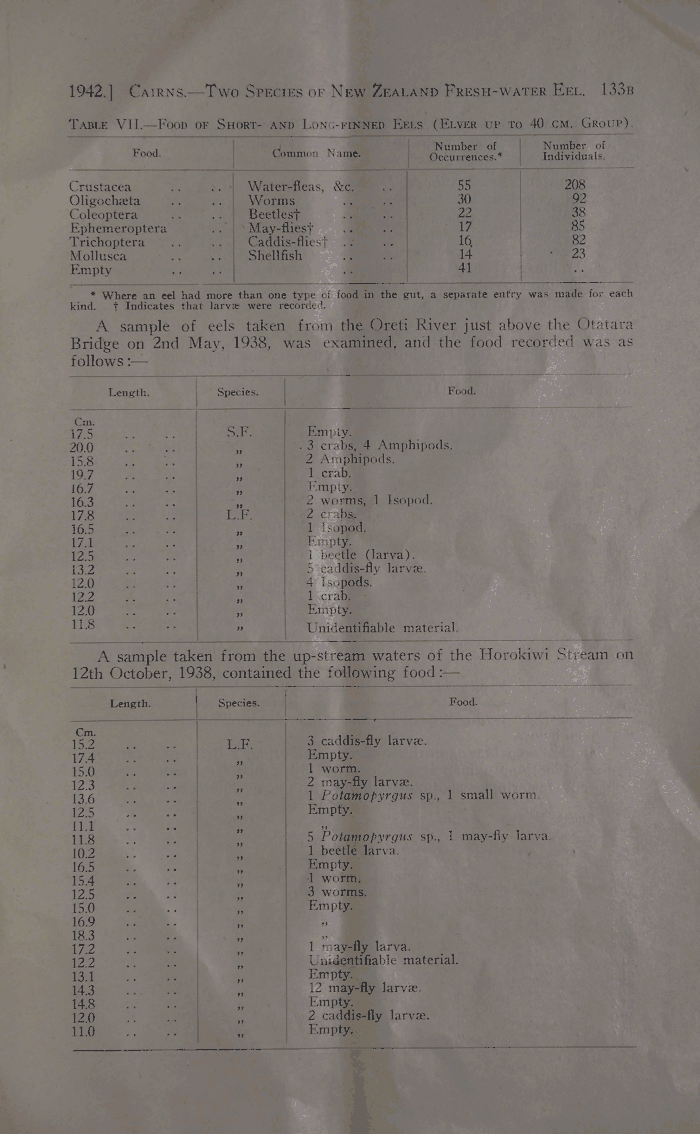 1942.] CAIRNS.—TWO SPECIES OF NEW ZEALAND FRESH-WATER EEL. 133B
TABLE VII.—FOOD OF SHORT- AND LONG-FINNED EELS (ELVER UP TO 40 CM. GROUP).
Food. Common Name. Number of Occurrences.* Number of Individuals.
Crustacea .. .. Water-fleas, &c. .. 55 208
Oligochæta .. .. Worms .. .. 30 92
Coleoptera .. .. Beetles† .. .. 22 38
Ephemeroptera .. May-flies† .. .. 17 85
Trichoptera .. .. Caddis-flies† .. .. 16 82
Mollusca .. .. Shellfish .. .. 14 23
Empty .. .. .. 41 ..
* Where an eel had more than one type of food in the gut, a separate entry was made for each
kind. † Indicates that larvæ were recorded.
A sample of eels taken from the Oreti River just above the Otatara
Bridge on 2nd May, 1938, was examined, and the food recorded was as
follows:—
Length. Species. Food.
Cm.
17.5 .. .. S.F. Empty.
20.0 .. .. „ 3 crabs, 4 Amphipods.
15.8 .. .. „ 2 Amphipods.
19.7 .. .. „ 1 crab.
16.7 .. .. „ Empty.
16.3 .. .. „ 2 worms, 1 Isopod.
17.8 .. .. L.F. 2 crabs.
16.5 .. .. „ 1 Isopod.
17.1 .. .. „ Empty.
12.5 .. .. „ 1 beetle (larva).
13.2 .. .. „ 5 caddis-fly larvæ.
12.0 .. .. „ 4 Isopods.
12.2 .. .. „ 1 crab.
12.0 .. .. „ Empty.
11.8 .. .. „ Unidentifiable material.
A sample taken from the up-stream waters of the Horokiwi Stream on
12th October, 1938, contained the following food:—
Length. Species. Food.
Cm.
15.2 .. .. L.F. 3 caddis-fly larvæ.
17.4 .. .. „ Empty.
15.0 .. .. „ 1 worm.
12.3 .. .. „ 2 may-fly larvæ.
13.6 .. .. „ 1 Potamopyrgus sp., 1 small worm.
12.5 .. .. „ Empty.
11.1 .. .. „ „
11.8 .. .. „ 5 Potamopyrgus sp., 1 may-fly larva.
10.2 .. .. „ 1 beetle larva.
16.5 .. .. „ Empty.
15.4 .. .. „ 1 worm.
12.5 .. .. „ 3 worms.
15.0 .. .. „ Empty.
16.9 .. .. „ „
18.3 .. .. „ „
17.2 .. .. „ 1 may-fly larva.
12.2 .. .. „ Unidentifiable material.
13.1 .. .. „ Empty.
14.3 .. .. „ 12 may-fly larvæ.
14.8 .. .. „ Empty.
12.0 .. .. „ 2 caddis-fly larvæ.
11.0 .. .. „ Empty.